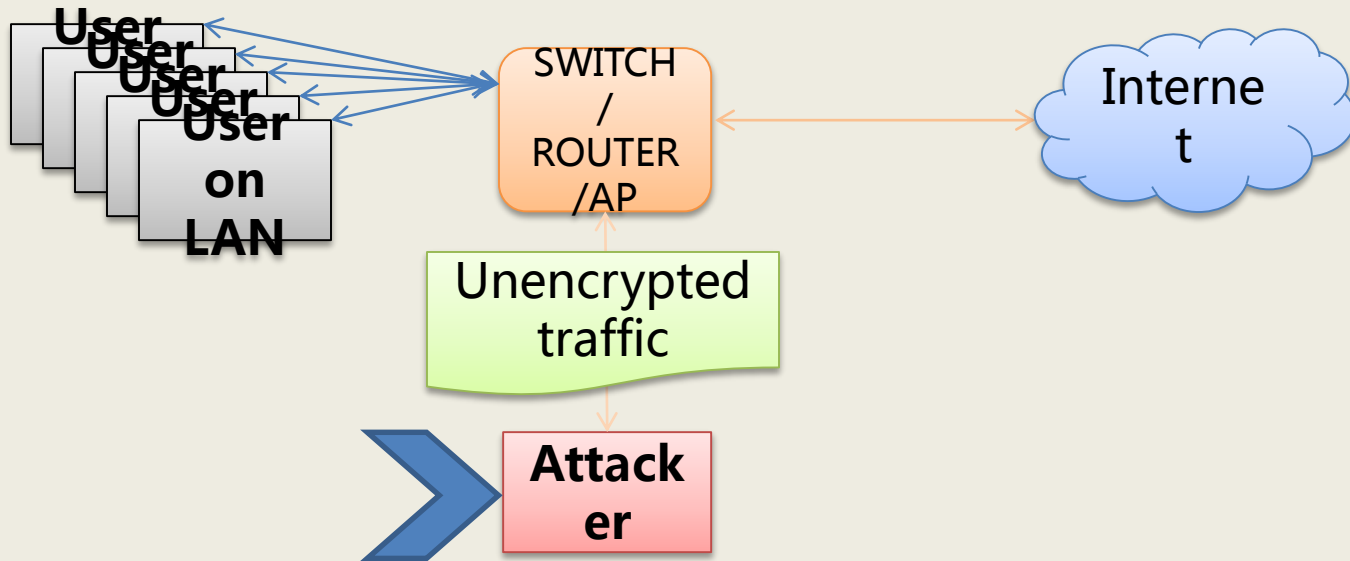 User
User
User
User
User
on
LAN
SWITCH
/
ROUTER
/AP
Interne
t
Unencrypted
traffic
Attack
er